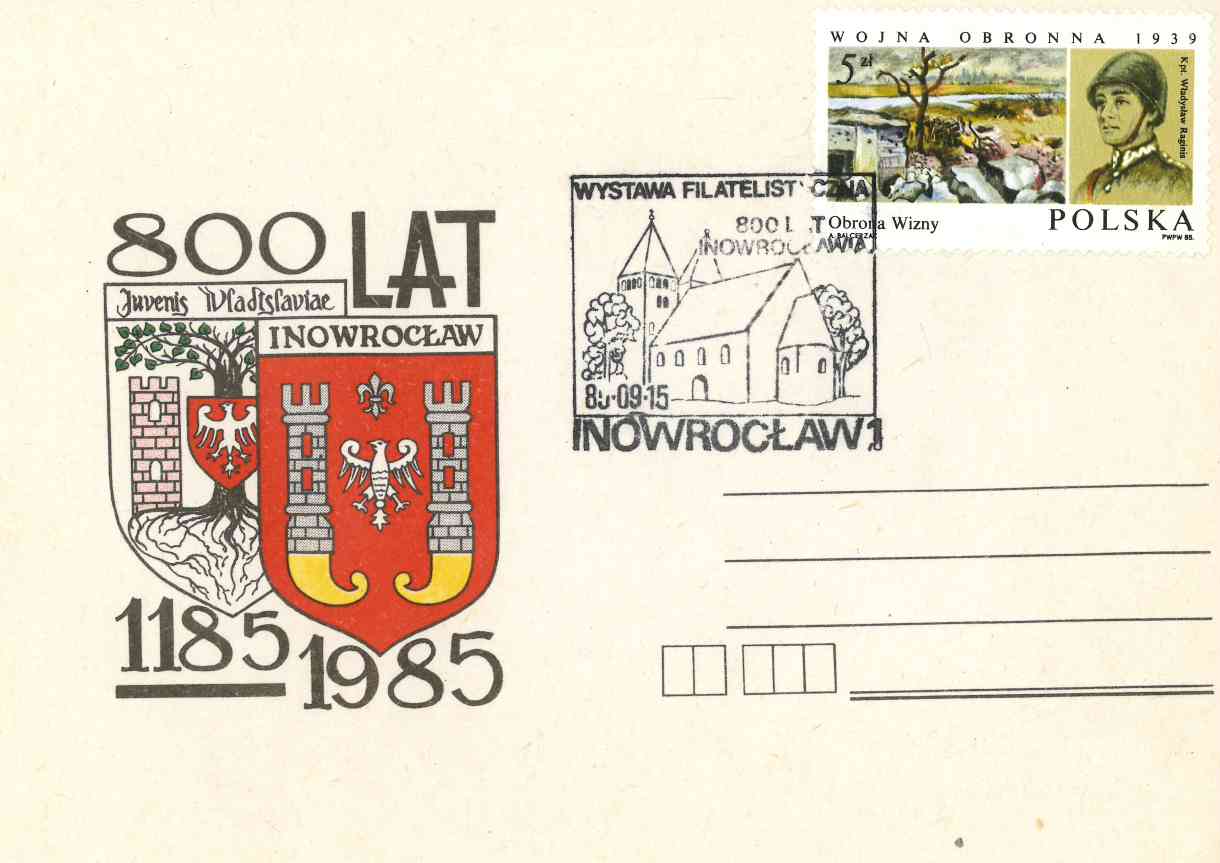 WOJNA OBRONNA 1939
5 zł
Kpt. Władysław Raginis
Obrona Wizny
POLSKA
A. BALCERZAK
PWPW 85.
WYSTAWA FILATELISTYCZNA
800 LAT
INOWROCŁAWIA
-09-15
INOWROCŁAW 1
800 LAT
Juvenis Wladislaviae
INOWROCŁAW
1185
1985